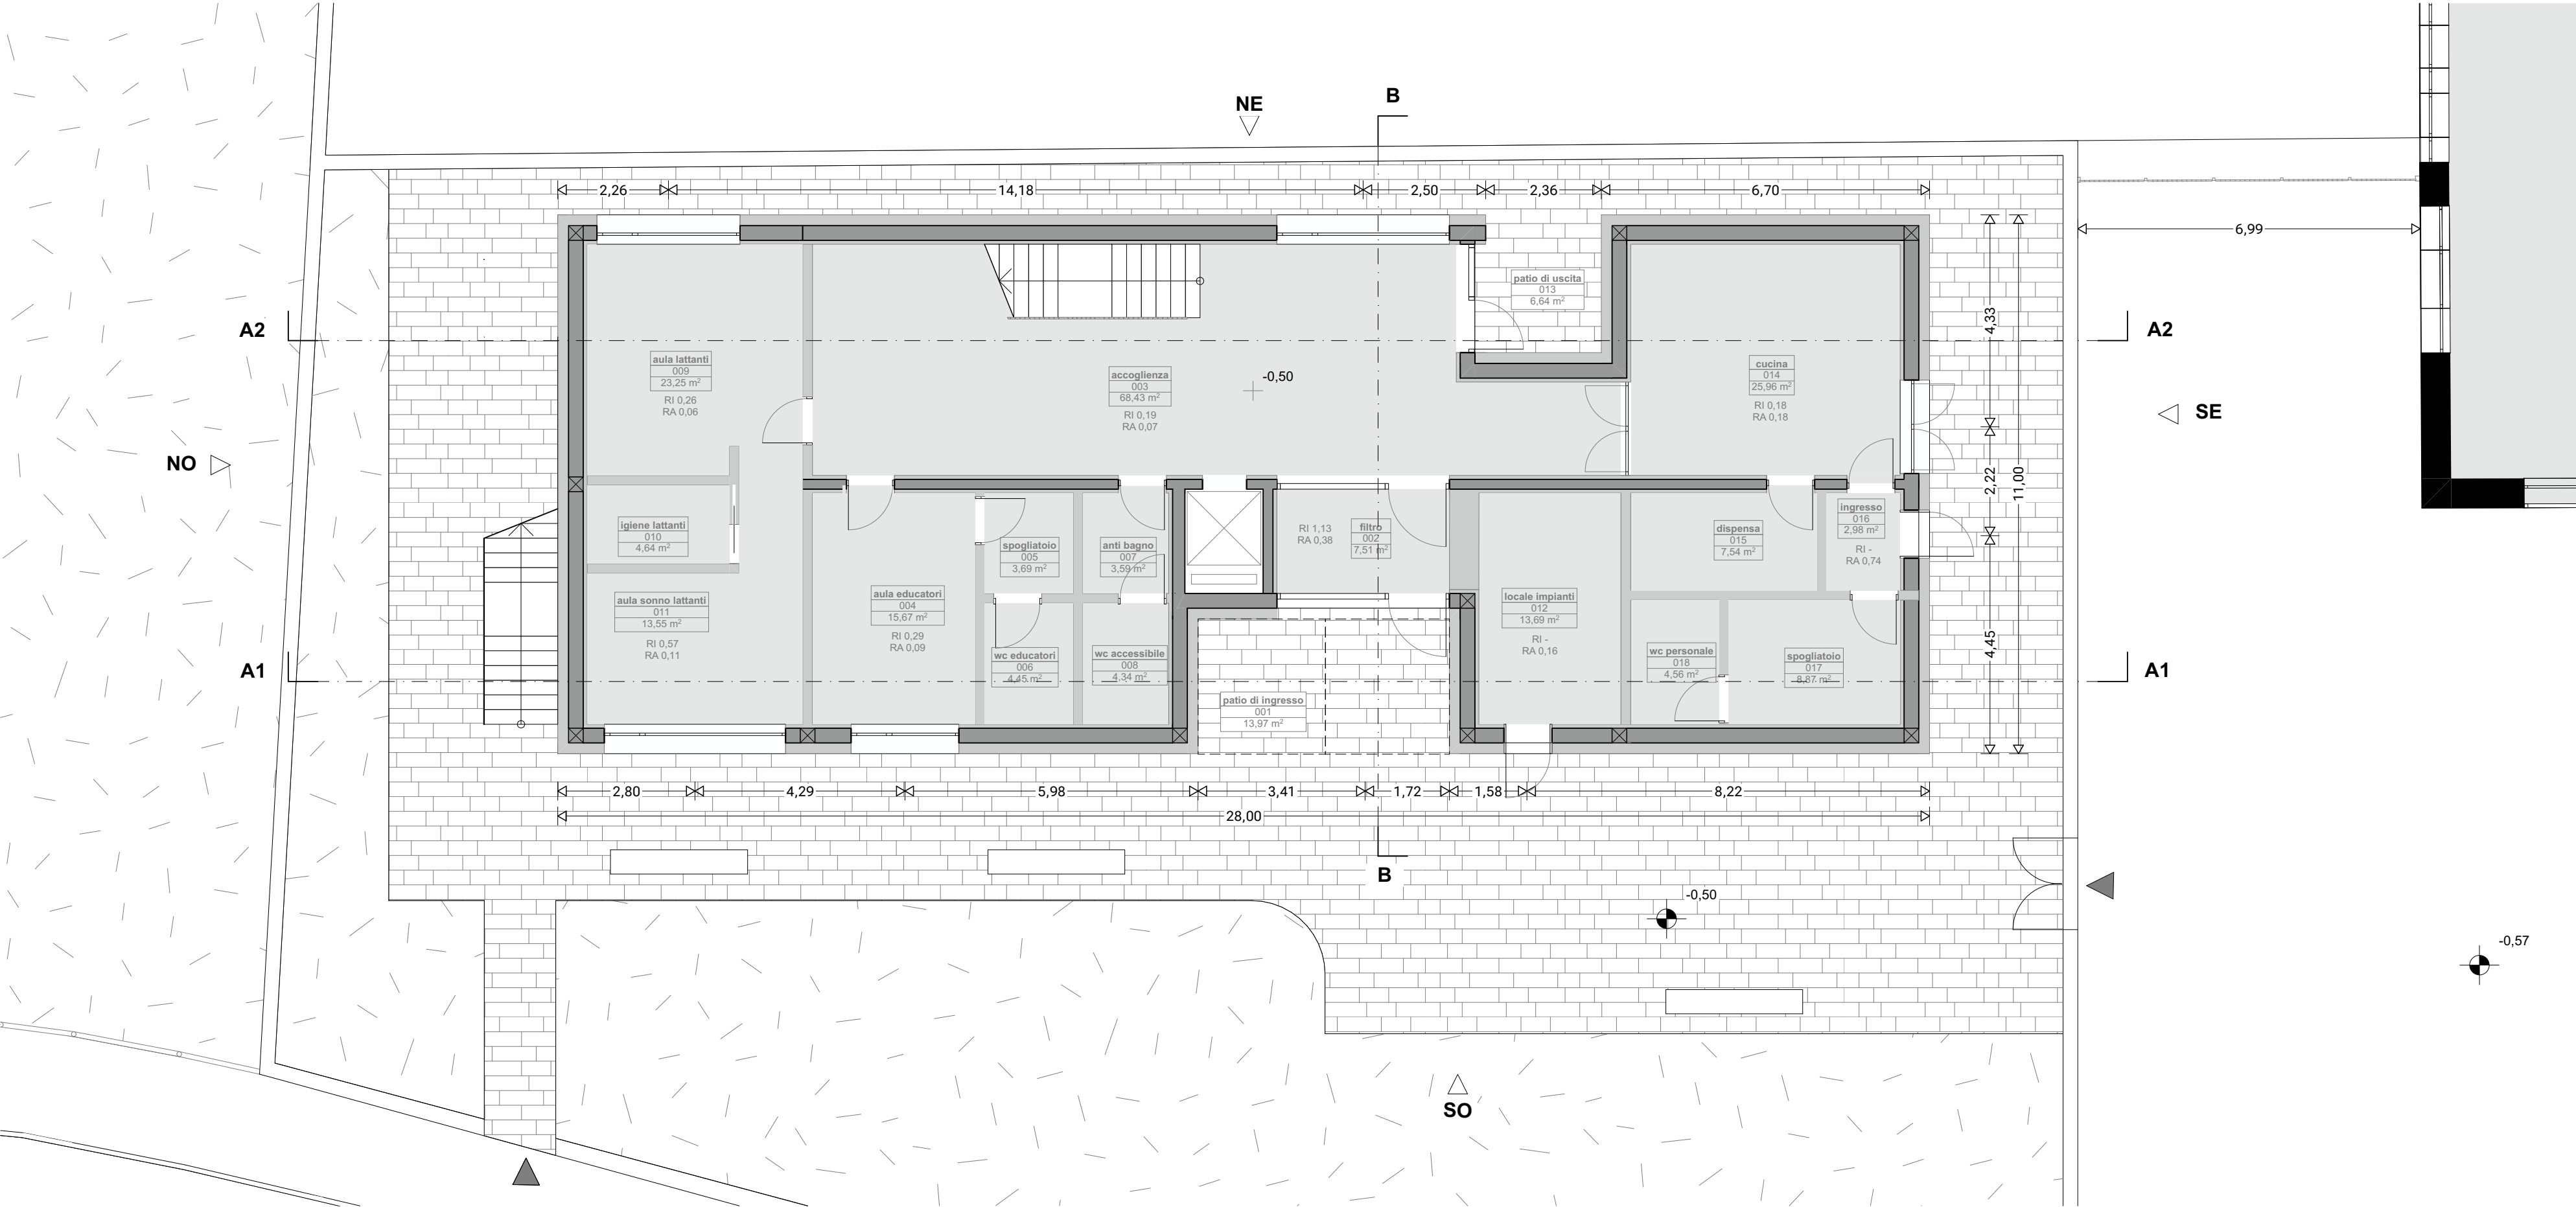 NE
B
2,26
14,18
2,50
2,36
6,70
6,99
patio di uscita
013
6,64 m²
4,33
A2
A2
aula lattanti
009
23,25 m²
RI 0,26
RA 0,06
accoglienza
003
68,43 m²
RI 0,19
RA 0,07
-0,50
cucina
014
25,96 m²
RI 0,18
RA 0,18
SE
NO
2,22
11,00
igiene lattanti
010
4,64 m²
spogliatoio
005
3,69 m²
anti bagno
007
3,59 m²
RI 1,13
RA 0,38
filtro
002
7,51 m²
dispensa
015
7,54 m²
ingresso
016
2,98 m²
RI -
RA 0,74
aula sonno lattanti
011
13,55 m²
RI 0,57
RA 0,11
aula educatori
004
15,67 m²
RI 0,29
RA 0,09
wc educatori
006
4,45 m²
wc accessibile
008
4,34 m²
locale impianti
012
13,69 m²
RI -
RA 0,16
wc personale
018
4,56 m²
spogliatoio
017
8,87 m²
4,45
A1
A1
patio di ingresso
001
13,97 m²
2,80
4,29
5,98
3,41
1,72
1,58
8,22
28,00
B
-0,50
-0,57
SO